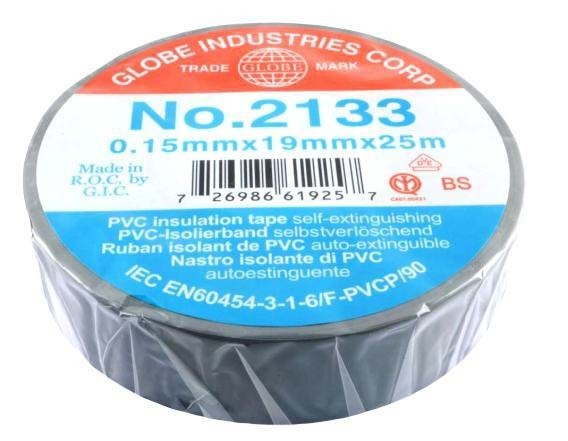 GLOBE INDUSTRIES CORP
TRADE GLOBE MARK
No.2133
0.15mmx19mmx25m
Made in
R.O.C. by
G.I.C.
7 26986 61925 7
VDE
BS
PVC insulation tape self-extinguishing
PVC-Isolierband selbstverlöschend
Ruban isolant de PVC auto-extinguible
Nastro isolante di PVC
autoestinguente
IEC EN60454-3-1-6/F-PVCP/90